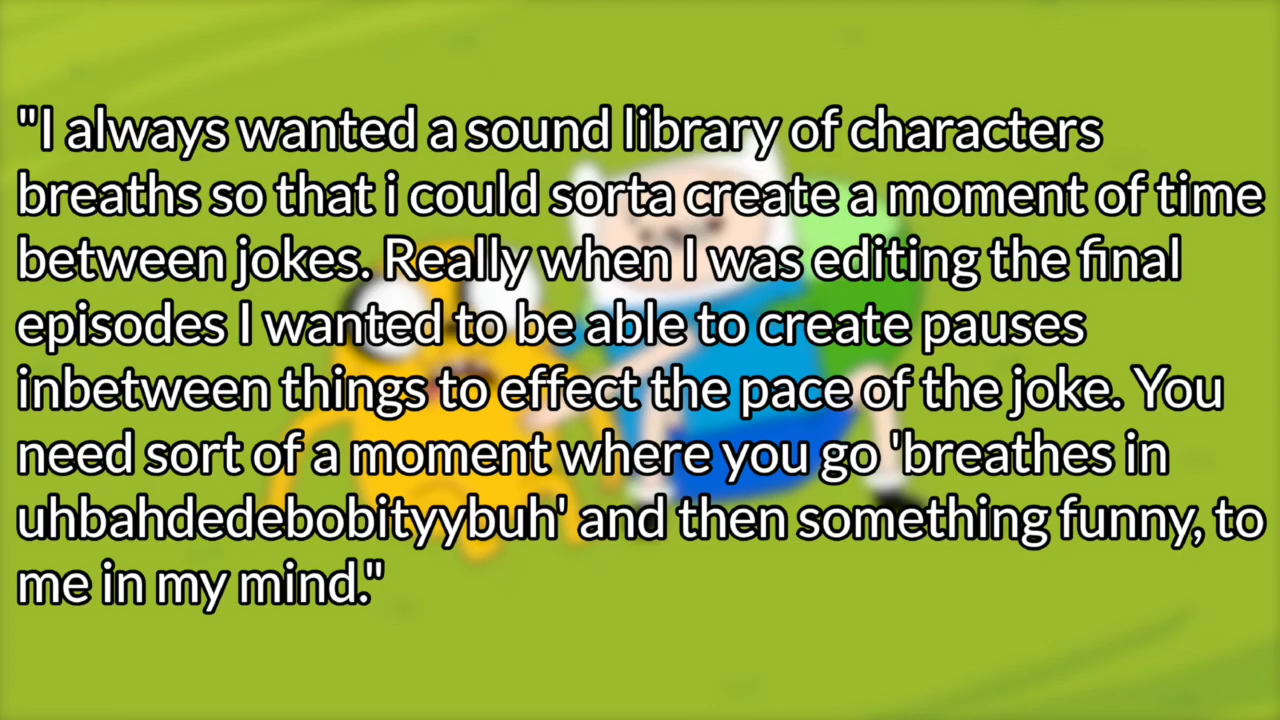 "I always wanted a sound library of characters
breaths so that i could sorta create a moment of time
between jokes. Really when I was editing the final
episodes I wanted to be able to create pauses
inbetween things to effect the pace of the joke. You
need sort of a moment where you go 'breathes in
uhbahdedebobityybuh' and then something funny, to
me in my mind."